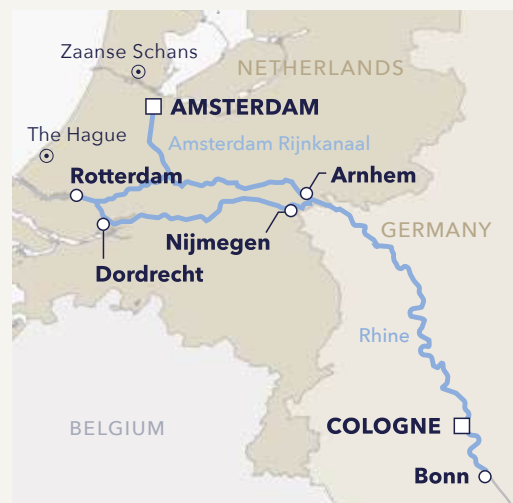 Zaanse Schans
NETHERLANDS
AMSTERDAM
The Hague
Amsterdam Rijnkanaal
Rotterdam
Arnhem
GERMANY
Nijmegen
Dordrecht
Rhine
BELGIUM
COLOGNE
Bonn